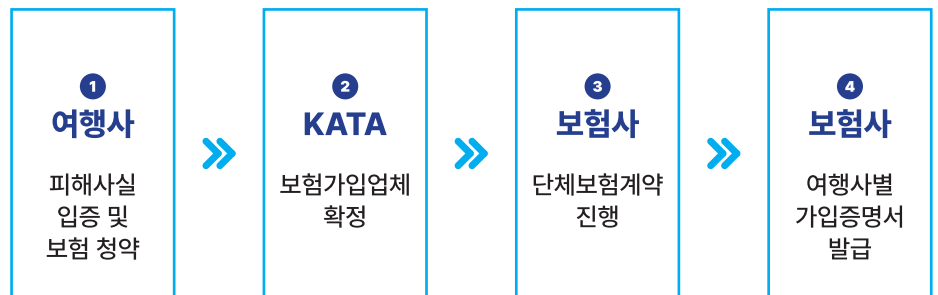 1
여행사
피해사실
입증 및
보험 청약
2
KATA
보험가입업체
확정
3
보험사
단체보험계약
진행
4
보험사
여행사별
가입증명서
발급